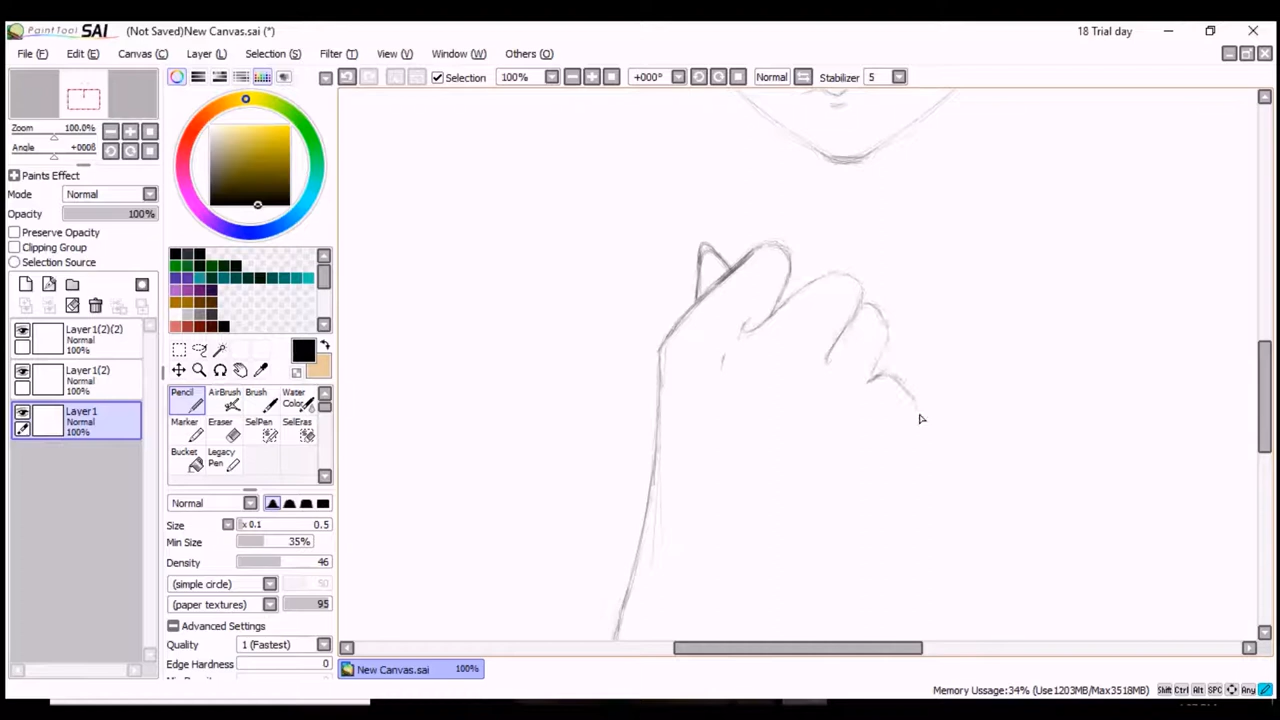 PaintTool SAI (Not Saved)New Canvas.sai (*) 18 Trial day
File (F) Edit (E) Canvas (C) Layer (L) Selection (S) Filter (T) View (V) Window (W) Others (O)
Selection 100% +000° Normal Stabilizer 5
Zoom 100.0%
Angle +000ß
Paints Effect
Mode Normal
Opacity 100%
Preserve Opacity
Clipping Group
Selection Source
Layer1(2)(2)
Normal
100%
Layer1(2)
Normal
100%
Layer1
Normal
100%
Pencil AirBrush Brush Water Color
Marker Eraser SelPen SelEras
Bucket Legacy Pen
Normal
Size x 0.1 0.5
Min Size 35%
Density 46
(simple circle) 50
(paper textures) 95
Advanced Settings
Quality 1 (Fastest)
Edge Hardness 0
New Canvas.sai 100%
Memory Usage:34% (Use1203MB/Max3518MB) Shift Ctrl Alt SPC Any